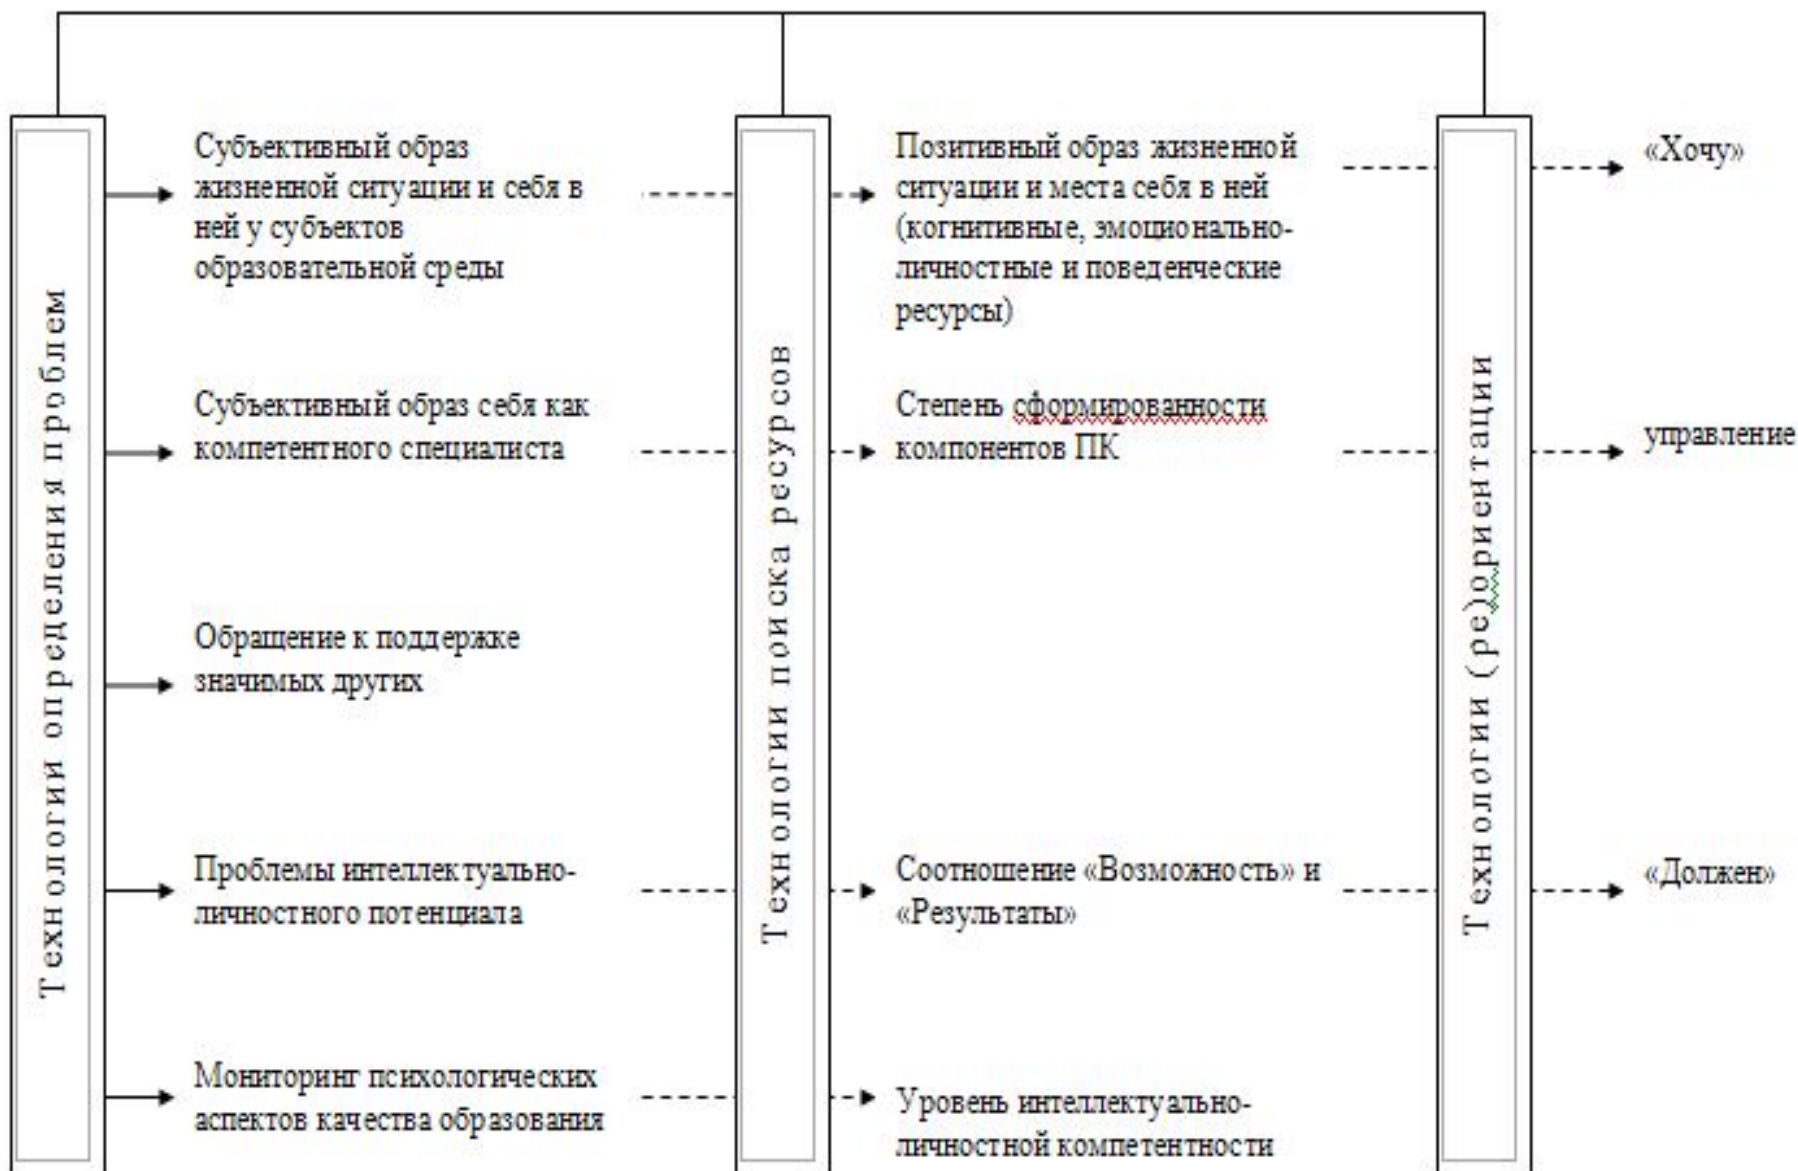 Технологии определения проблем
Субъективный образ
жизненной ситуации и себя в
ней у субъектов
образовательной среды
Субъективный образ себя как
компетентного специалиста
Обращение к поддержке
значимых других
Проблемы интеллектуально-
личностного потенциала
Мониторинг психологических
аспектов качества образования
Технологии поиска ресурсов
Позитивный образ жизненной
ситуации и места себя в ней
(когнитивные, эмоционально-
личностные и поведенческие
ресурсы)
Степень сформированности
компонентов ПК
Соотношение «Возможность» и
«Результаты»
Уровень интеллектуально-
личностной компетентности
Технологии (ре)ориентации
«Хочу»
управление
«Должен»